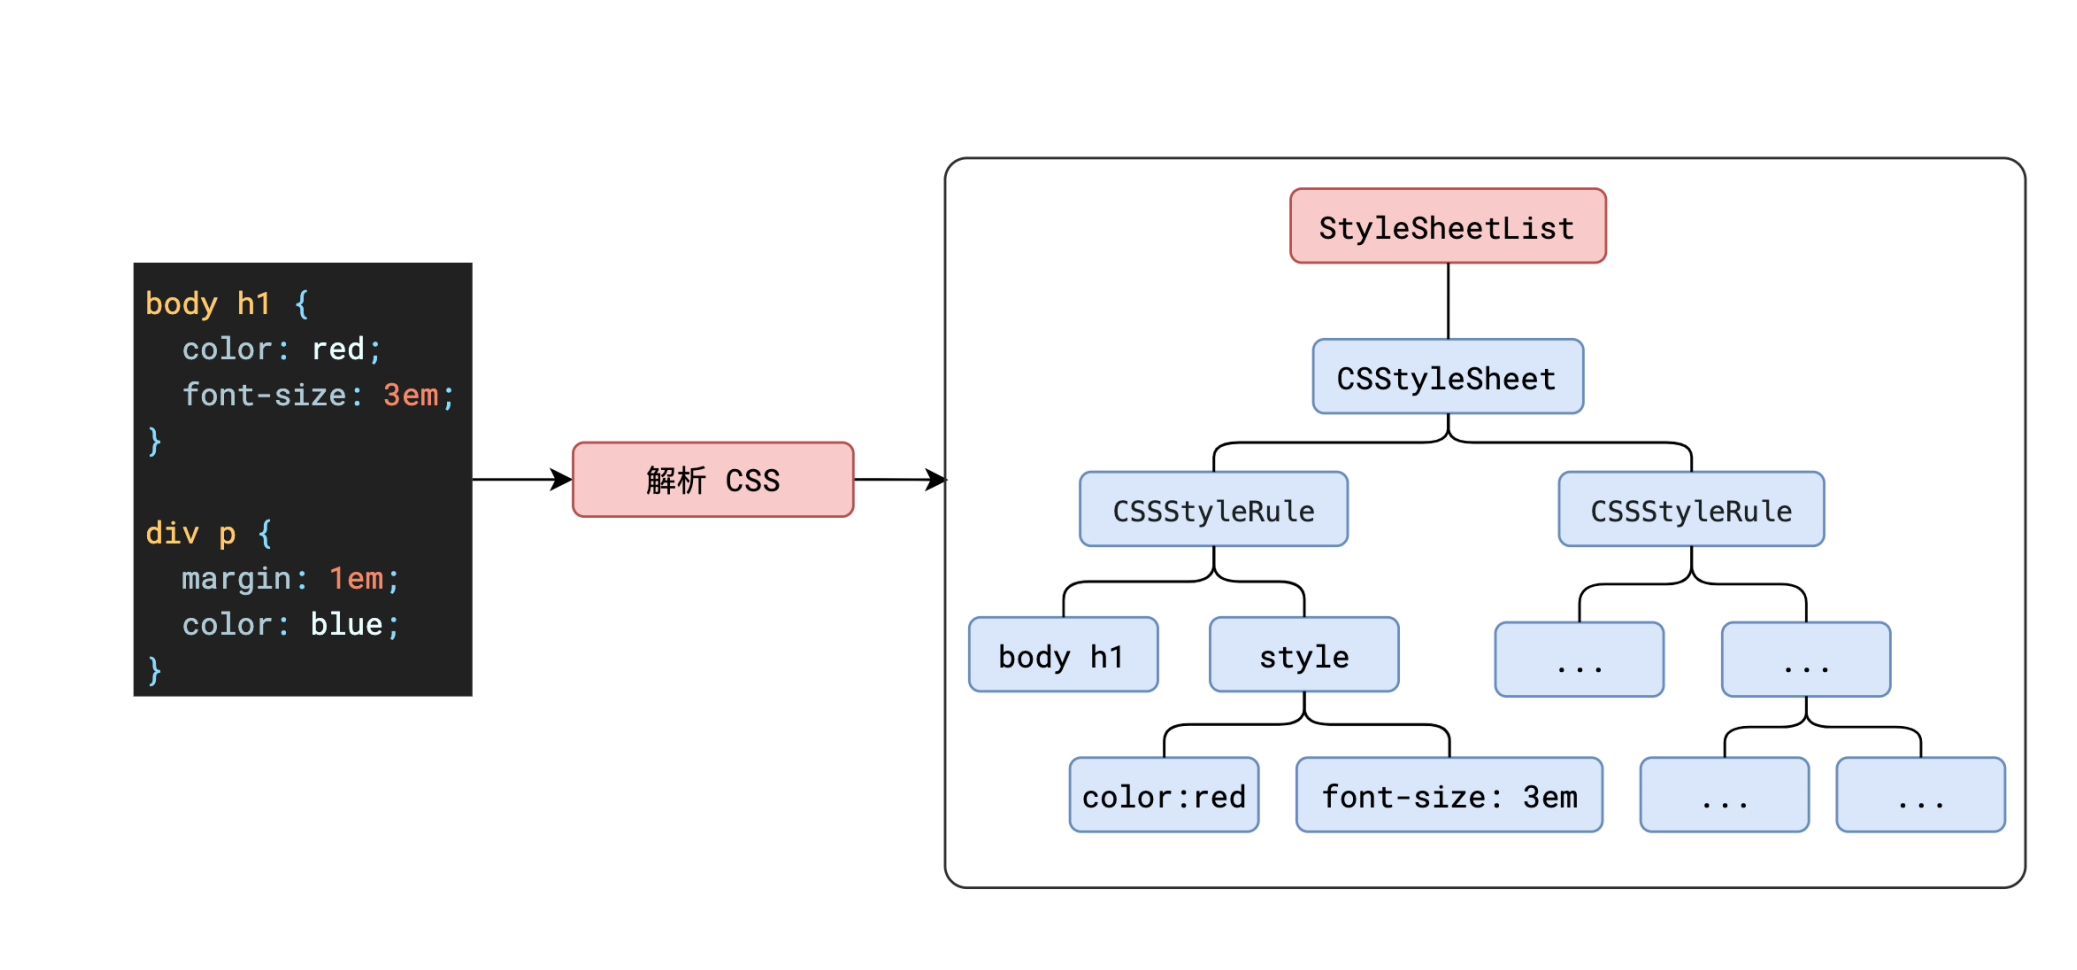 body h1 {
  color: red;
  font-size: 3em;
}
div p {
  margin: 1em;
  color: blue;
}
解析 CSS
StyleSheetList
CSStyleSheet
CSSStyleRule
CSSStyleRule
body h1
style
...
...
color:red
font-size: 3em
...
...